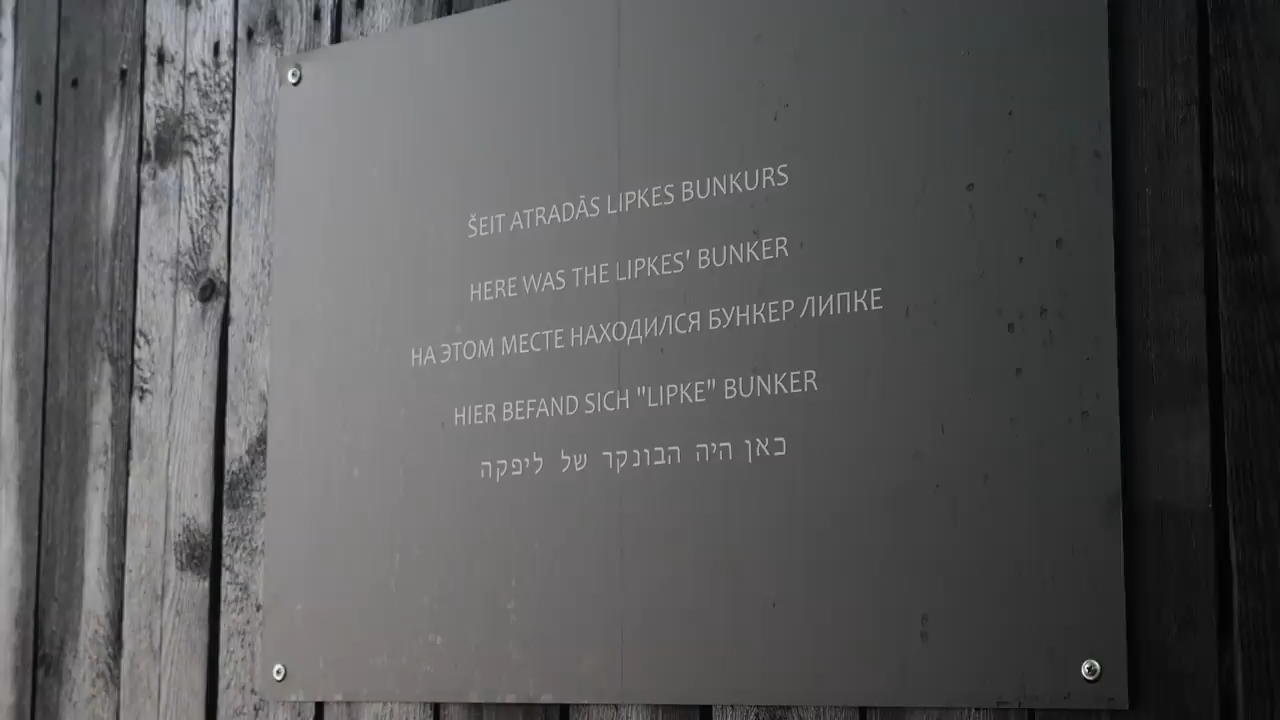 ŠEIT ATRADĀS LIPKES BUNKURS
HERE WAS THE LIPKES' BUNKER
НА ЭТОМ МЕСТЕ НАХОДИЛСЯ БУНКЕР ЛИПКЕ
HIER BEFAND SICH "LIPKE" BUNKER
כאן היה הבונקר של ליפקה